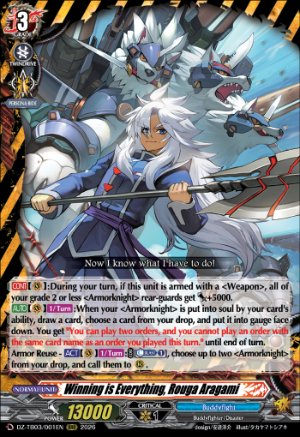 3
GRADE
TWIN DRIVE
PERSONA RIDE
Now I know what I have to do!
CONT【 】:During your turn, if this unit is armed with a <Weapon>, all of
your grade 2 or less <Armorknight> rear-guards get +5000.
AUTO【 】1/Turn:When your <Armorknight> is put into soul by your card's
ability, draw a card, choose a card from your drop, and put it into gauge face
down. You get "You can play two orders, and you cannot play an order with
the same card name as an order you played this turn." until end of turn.
Armor Reuse - ACT【 】1/Turn: , choose up to two <Armorknight>
from your drop, and call them to
NORMAL UNIT
Winning is Everything, Rouga Aragami
POWER 13000
CRITICAL 1
Buddyfight
Buddyfighter/Disaster
D DZ-TB03/001EN RRR 2026